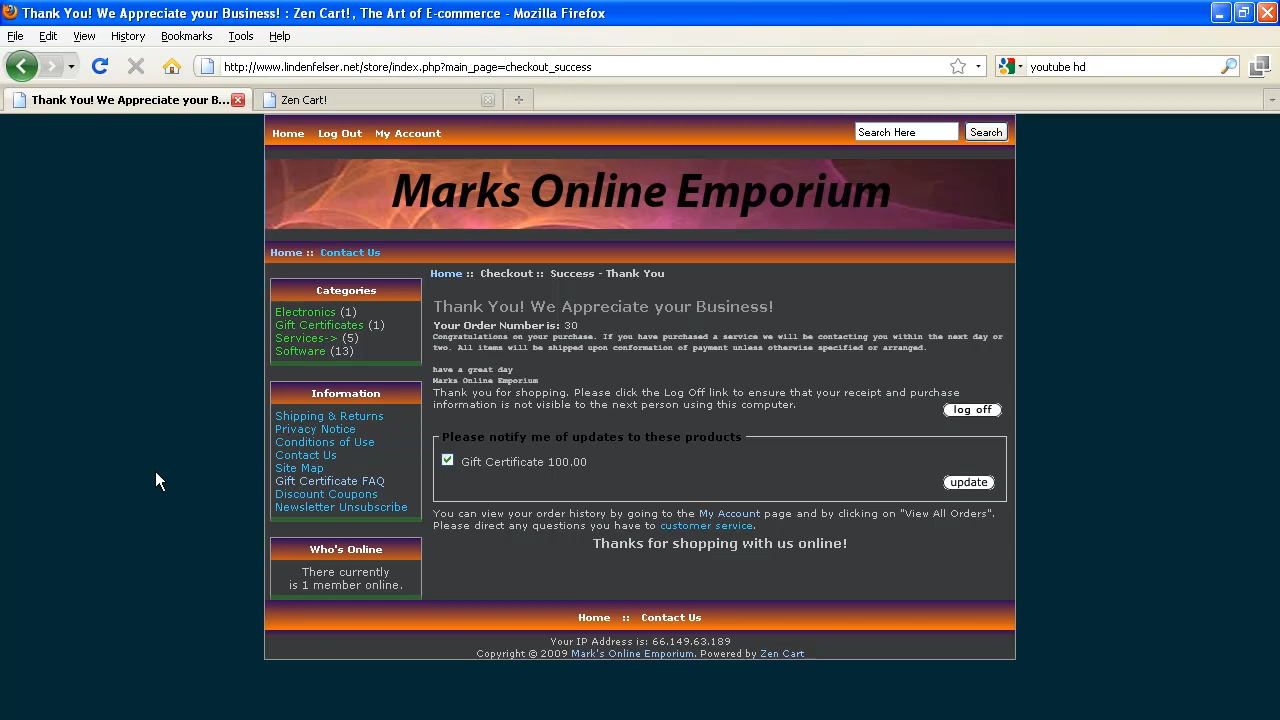 Thank You! We Appreciate your Business! : Zen Cart!, The Art of E-commerce - Mozilla Firefox
File Edit View History Bookmarks Tools Help
http://www.lindenfelser.net/store/index.php?main_page=checkout_success
youtube hd
Thank You! We Appreciate your B...
Zen Cart!
Home Log Out My Account
Search Here
Search
Marks Online Emporium
Home :: Contact Us
Categories
Electronics (1)
Gift Certificates (1)
Services-> (5)
Software (13)
Information
Shipping & Returns
Privacy Notice
Conditions of Use
Contact Us
Site Map
Gift Certificate FAQ
Discount Coupons
Newsletter Unsubscribe
Who's Online
There currently
is 1 member online.
Home :: Checkout :: Success - Thank You
Thank You! We Appreciate your Business!
Your Order Number is: 30
Congratulations on your purchase. If you have purchased a service we will be contacting you within the next day or
two. All items will be shipped upon conformation of payment unless otherwise specified or arranged.
have a great day
Marks Online Emporium
Thank you for shopping. Please click the Log Off link to ensure that your receipt and purchase
information is not visible to the next person using this computer.
log off
Please notify me of updates to these products
Gift Certificate 100.00
update
You can view your order history by going to the My Account page and by clicking on "View All Orders".
Please direct any questions you have to customer service.
Thanks for shopping with us online!
Home :: Contact Us
Your IP Address is: 66.149.63.189
Copyright © 2009 Mark's Online Emporium. Powered by Zen Cart